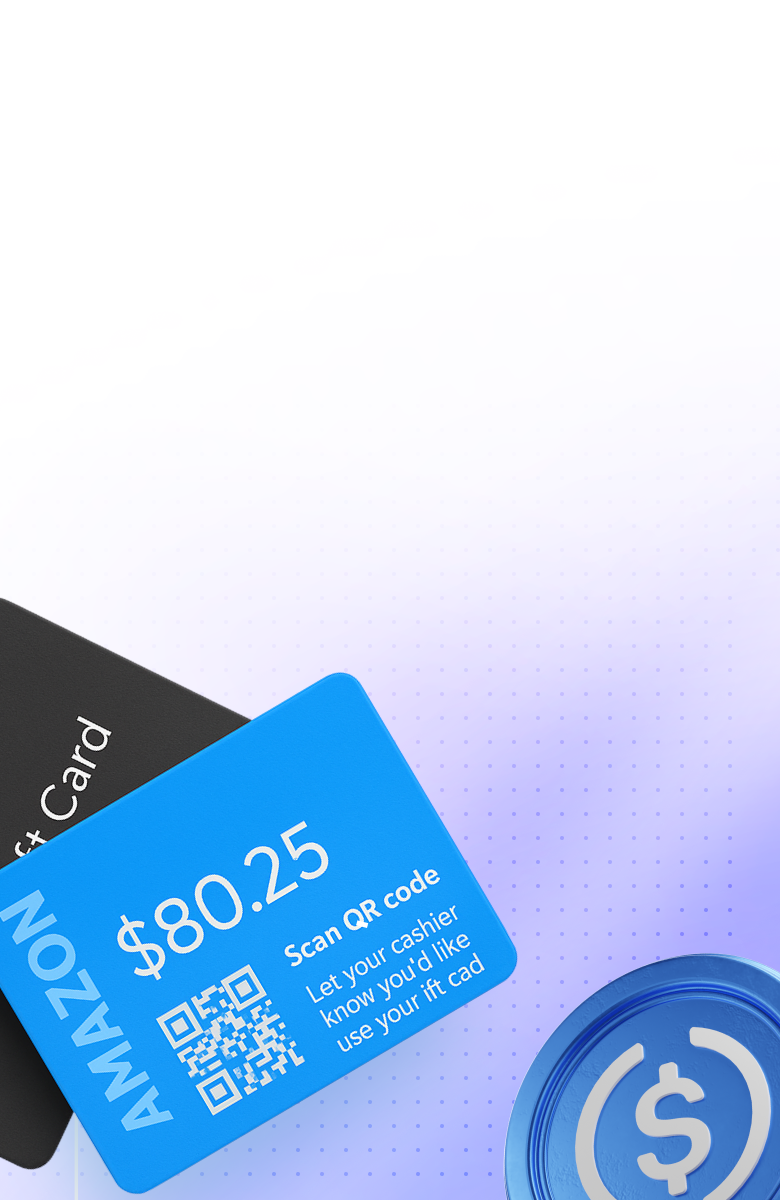 ft Card
AMAZON
$80.25
Scan QR code
Let your cashier
know you'd like
use your ift cad
$